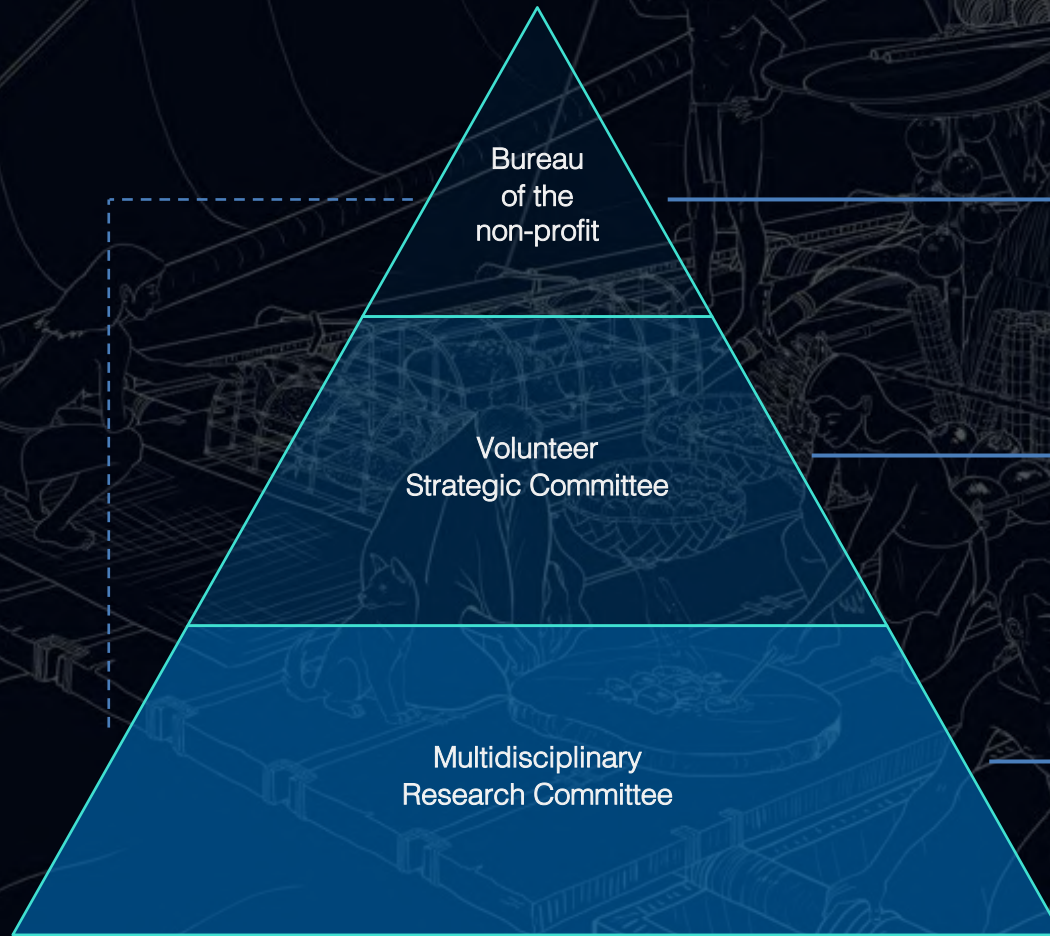 Bureau
of the
non-profit
Volunteer
Strategic Committee
Multidisciplinary
Research Committee